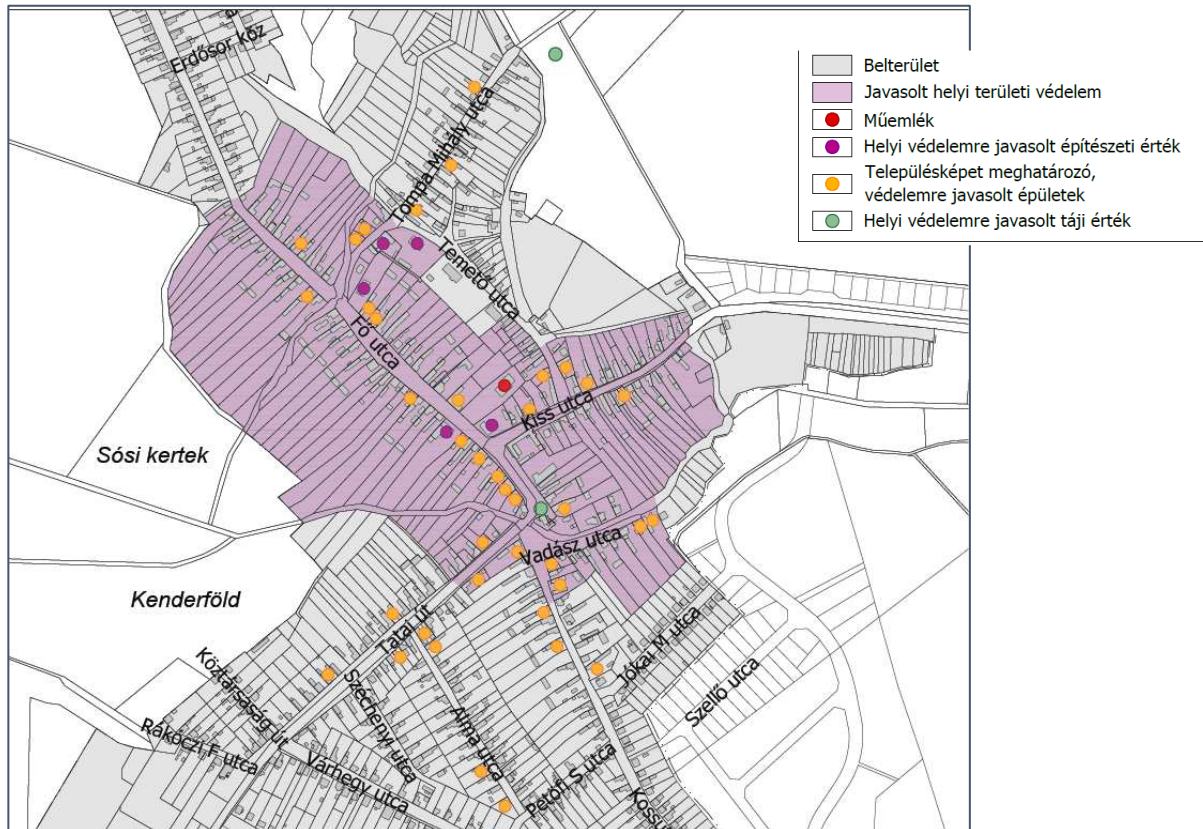 Erdősor köz
Tompa Mihály utca
Temető utca
Fő utca
Kiss utca
Sósi kertek
Vadász utca
Kenderföld
Tatai út
Jókai M utca
Köztársaság út
Széchenyi utca
Szellő utca
Alma utca
Rákóczi F utca
Várhegy utca
Petőfi S utca
Belterület
Javasolt helyi területi védelem
Műemlék
Helyi védelemre javasolt építészeti érték
Településképet meghatározó,
védelemre javasolt épületek
Helyi védelemre javasolt táji érték